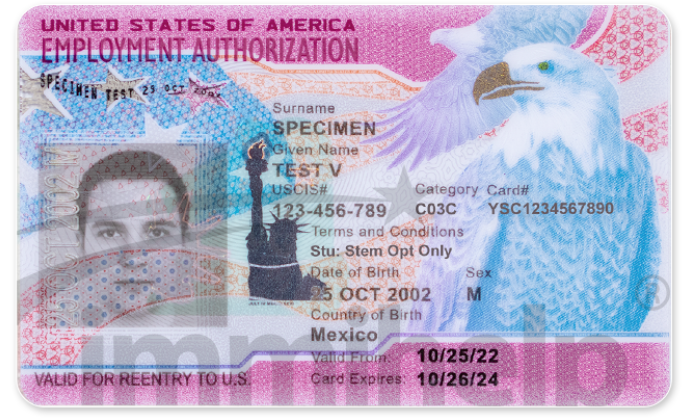 UNITED STATES OF AMERICA
EMPLOYMENT AUTHORIZATION
SPECIMEN TEST 25 OCT
Surname
SPECIMEN
Given Name
TEST V
USCIS# Category Card#
123-456-789 C03C YSC1234567890
Terms and Conditions
Stu: Stem Opt Only
Date of Birth Sex
25 OCT 2002 M
Country of Birth
Mexico
Valid From: 10/25/22
Card Expires: 10/26/24
VALID FOR REENTRY TO U.S.
immihelp ®